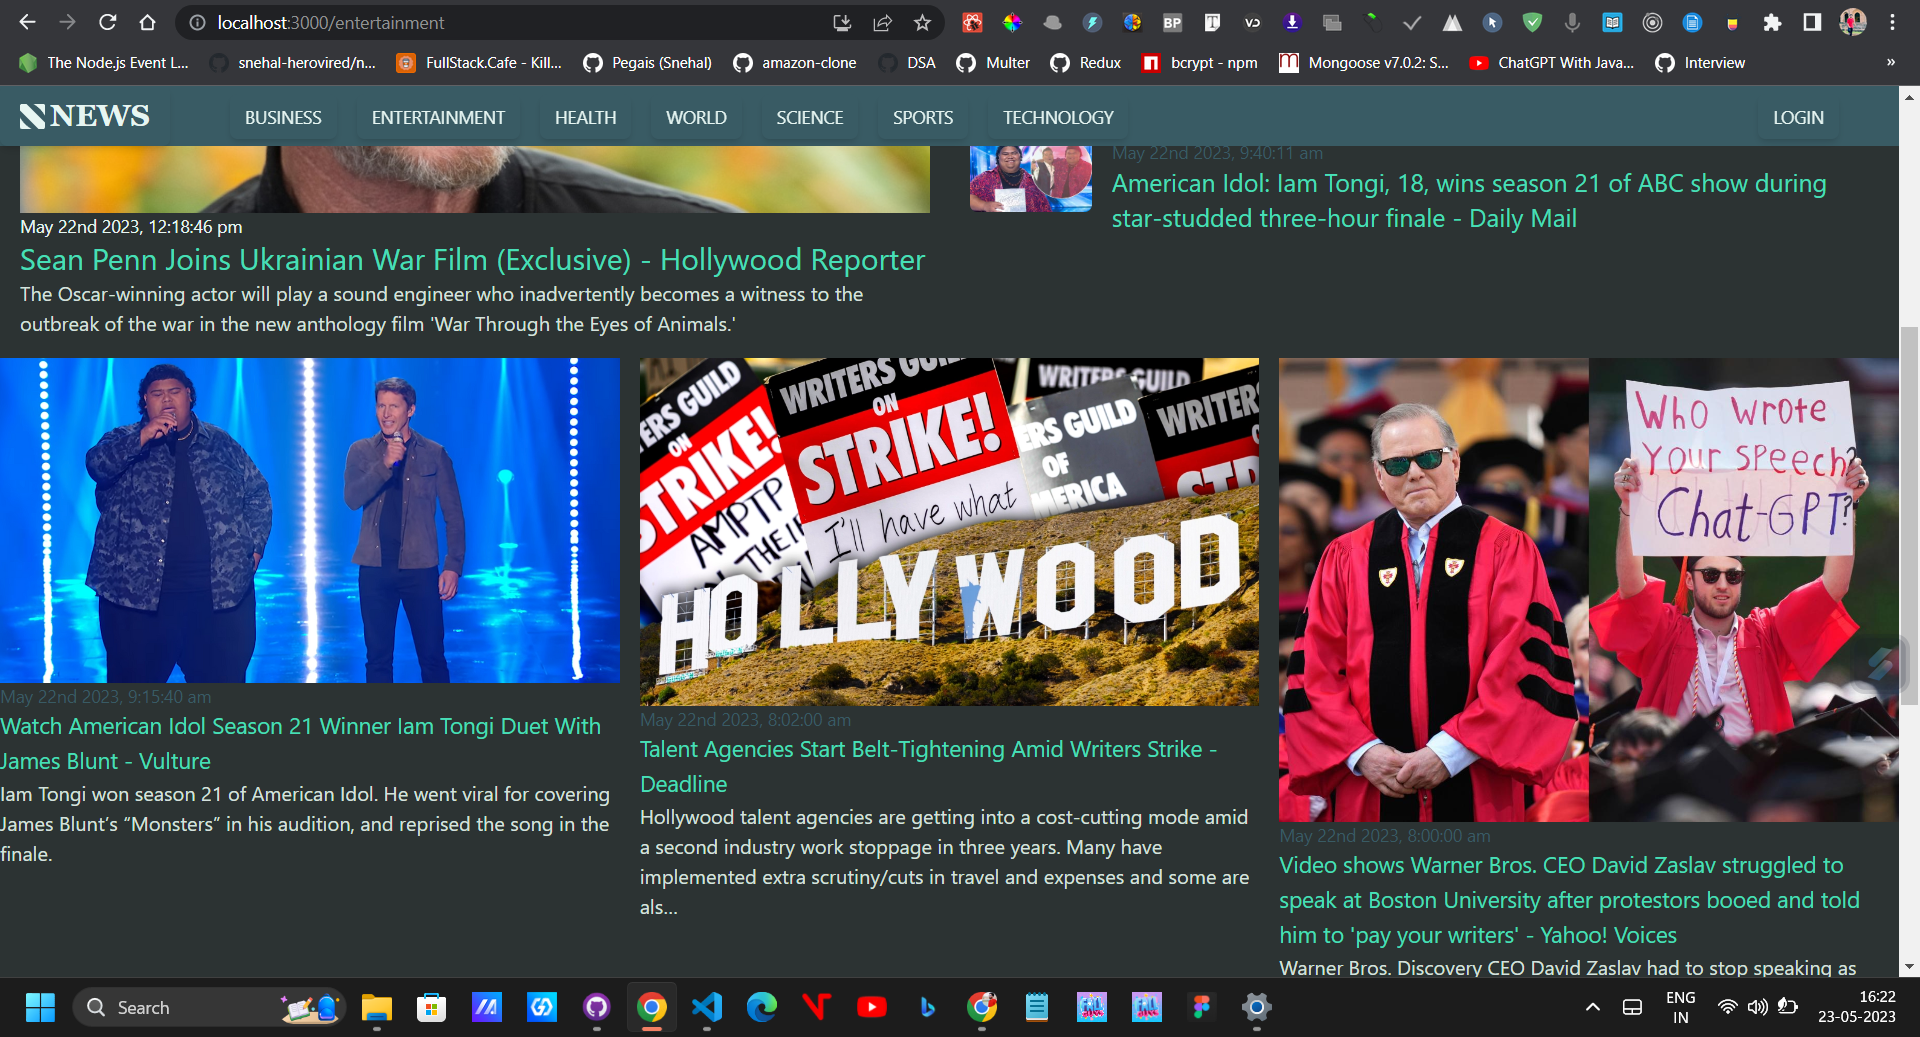 localhost:3000/entertainment
BP
The Node.js Event L...
snehal-herovired/n...
FullStack.Cafe - Kill...
Pegais (Snehal)
amazon-clone
DSA
Multer
Redux
bcrypt - npm
Mongoose v7.0.2: S...
ChatGPT With Java...
Interview
»
NEWS
BUSINESS
ENTERTAINMENT
HEALTH
WORLD
SCIENCE
SPORTS
TECHNOLOGY
LOGIN
May 22nd 2023, 9:40:11 am
American Idol: Iam Tongi, 18, wins season 21 of ABC show during
star-studded three-hour finale - Daily Mail
May 22nd 2023, 12:18:46 pm
Sean Penn Joins Ukrainian War Film (Exclusive) - Hollywood Reporter
The Oscar-winning actor will play a sound engineer who inadvertently becomes a witness to the
outbreak of the war in the new anthology film 'War Through the Eyes of Animals.'
ERS GUILD
ON
STRIKE!
AMPTP
N THEIR
WRITERS GUILD
ON
STRIKE!
I'll have what
WRITERS GUILD
ERS GUILD
OF
MERICA
WRITER
ST
HOLLYWOOD
WHO WROTE
YOUR SPEECH?
Chat-GPT?
May 22nd 2023, 9:15:40 am
Watch American Idol Season 21 Winner Iam Tongi Duet With
James Blunt - Vulture
Iam Tongi won season 21 of American Idol. He went viral for covering
James Blunt’s “Monsters” in his audition, and reprised the song in the
finale.
May 22nd 2023, 8:02:00 am
Talent Agencies Start Belt-Tightening Amid Writers Strike -
Deadline
Hollywood talent agencies are getting into a cost-cutting mode amid
a second industry work stoppage in three years. Many have
implemented extra scrutiny/cuts in travel and expenses and some are
als...
May 22nd 2023, 8:00:00 am
Video shows Warner Bros. CEO David Zaslav struggled to
speak at Boston University after protestors booed and told
him to 'pay your writers' - Yahoo! Voices
Warner Bros. Discovery CEO David Zaslav had to stop speaking as
Search
ENG
IN
16:22
23-05-2023